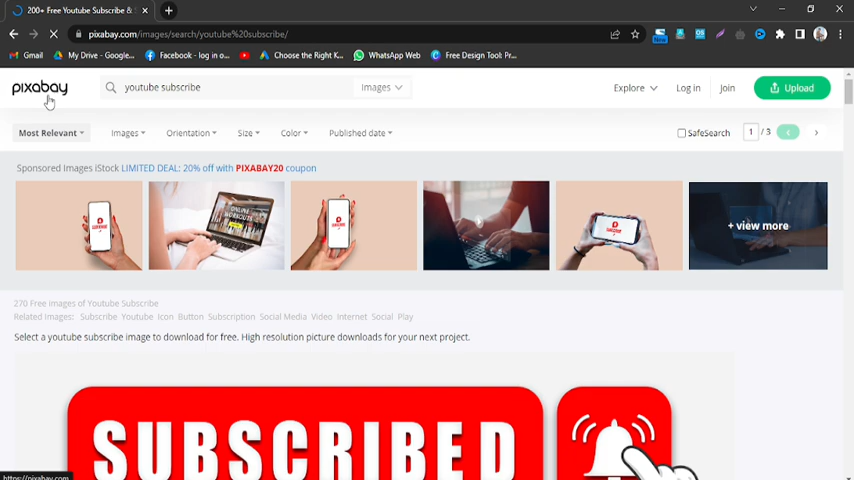 200+ Free Youtube Subscribe & S
pixabay.com/images/search/youtube%20subscribe/
New
Gmail My Drive - Google... Facebook - log in o... Choose the Right K... WhatsApp Web Free Design Tool: Pr...
pixabay youtube subscribe Images Explore Log in Join Upload
Most Relevant Images Orientation Size Color Published date SafeSearch 1 / 3
Sponsored Images iStock LIMITED DEAL: 20% off with PIXABAY20 coupon
ONLINE
WORKOUTS
+ view more
270 Free Images of Youtube Subscribe
Related Images: Subscribe Youtube Icon Button Subscription Social Media Video Internet Social Play
Select a youtube subscribe image to download for free. High resolution picture downloads for your next project.
SUBSCRIBED
https://pixabay.com